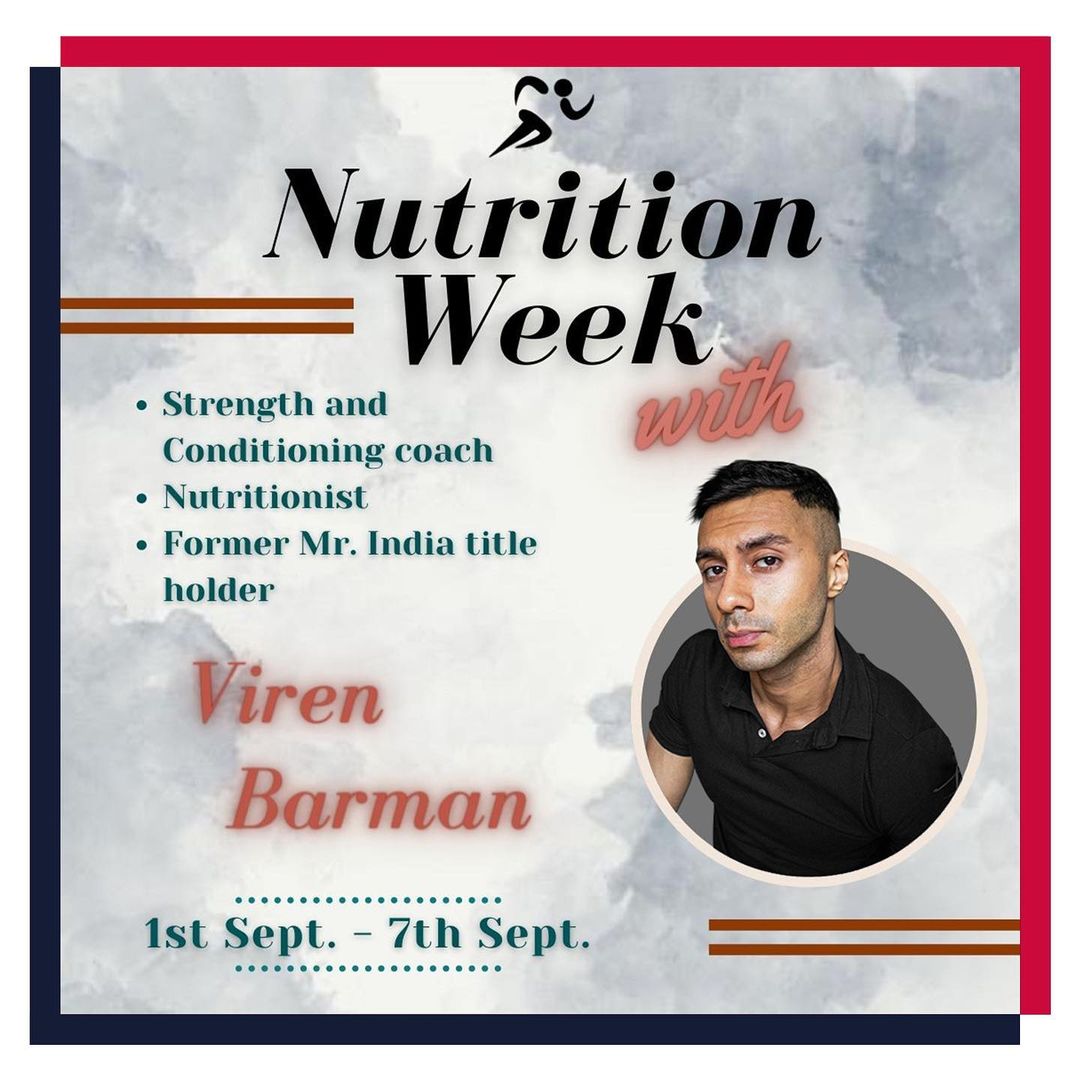 Nutrition
Week
with
• Strength and
Conditioning coach
• Nutritionist
• Former Mr. India title
holder
Viren
Barman
1st Sept. - 7th Sept.